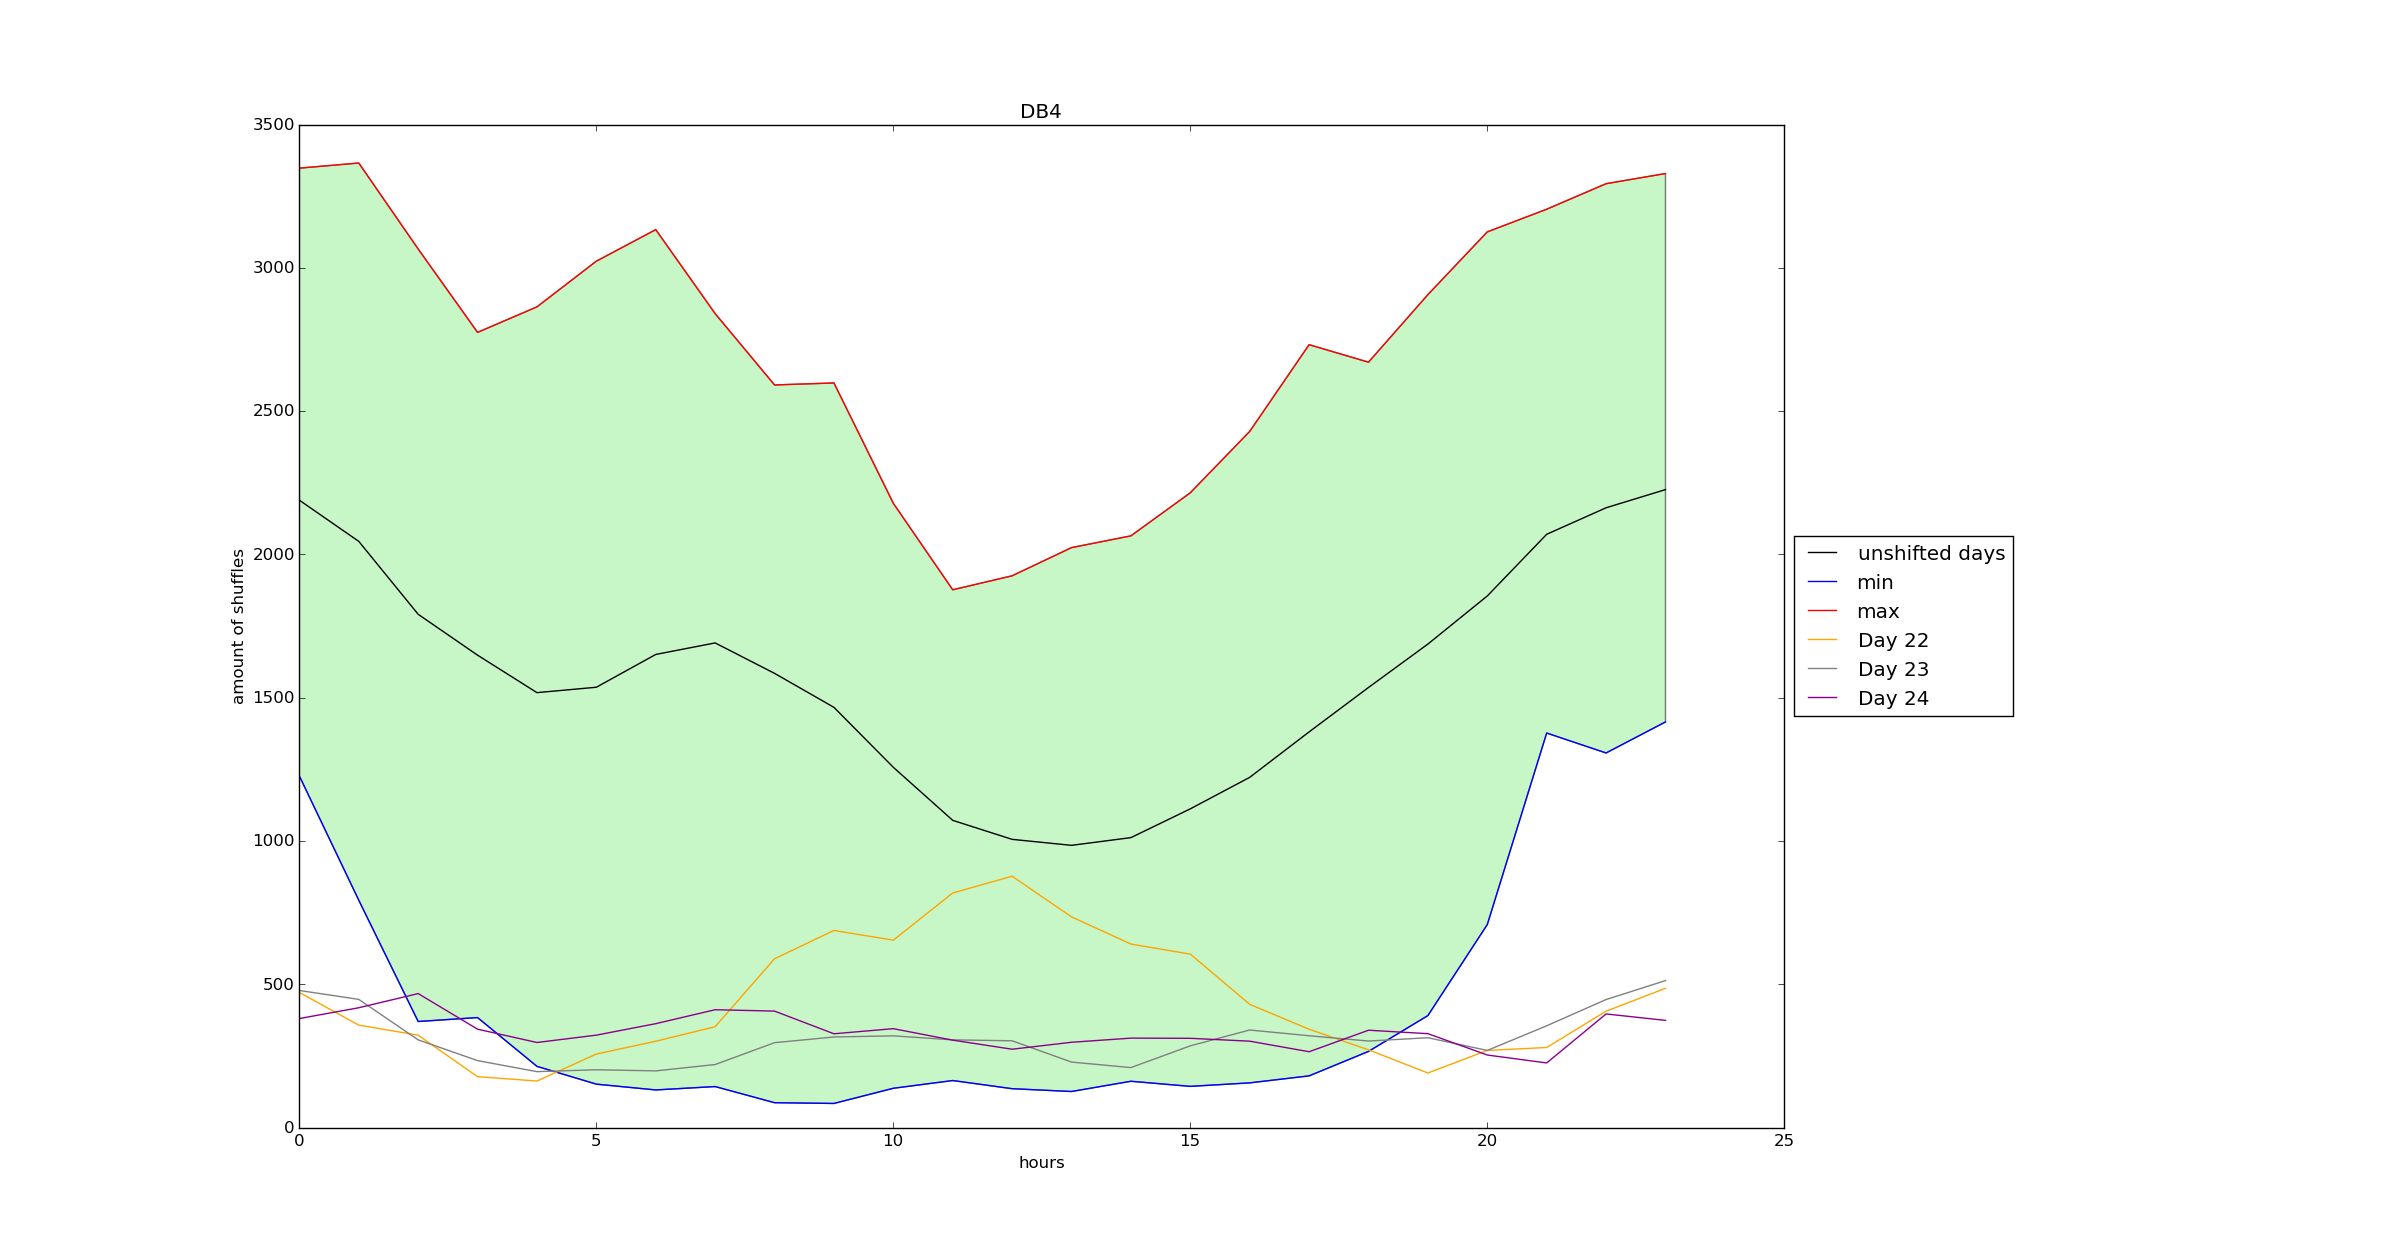 DB4
3500
3000
2500
2000
1500
1000
500
0
amount of shuffles
0 5 10 15 20 25
hours
unshifted days
min
max
Day 22
Day 23
Day 24